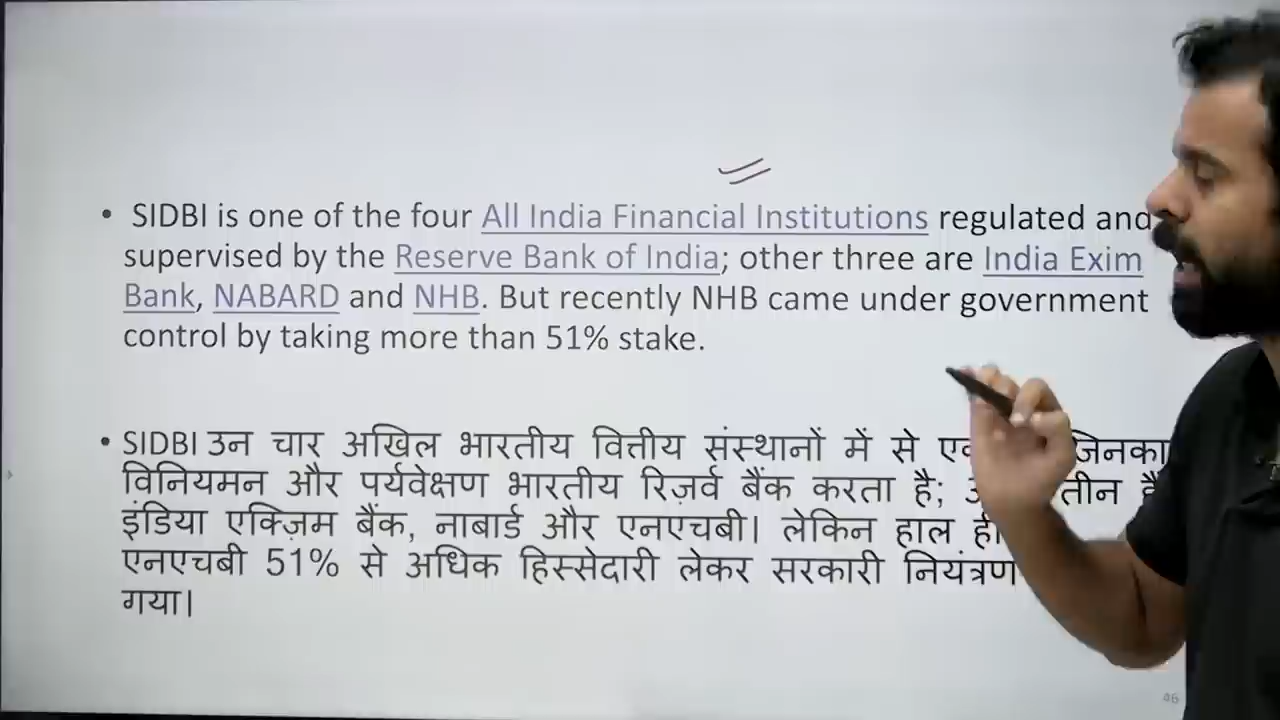 • SIDBI is one of the four All India Financial Institutions regulated and
supervised by the Reserve Bank of India; other three are India Exim
Bank, NABARD and NHB. But recently NHB came under government
control by taking more than 51% stake.
• SIDBI उन चार अखिल भारतीय वित्तीय संस्थानों में से जिनका
विनियमन और पर्यवेक्षण भारतीय रिज़र्व बैंक करता है; तीन
इंडिया एक्ज़िम बैंक, नाबार्ड और एनएचबी। लेकिन हाल
एनएचबी 51% से अधिक हिस्सेदारी लेकर सरकारी नियंत्रण
गया।
46